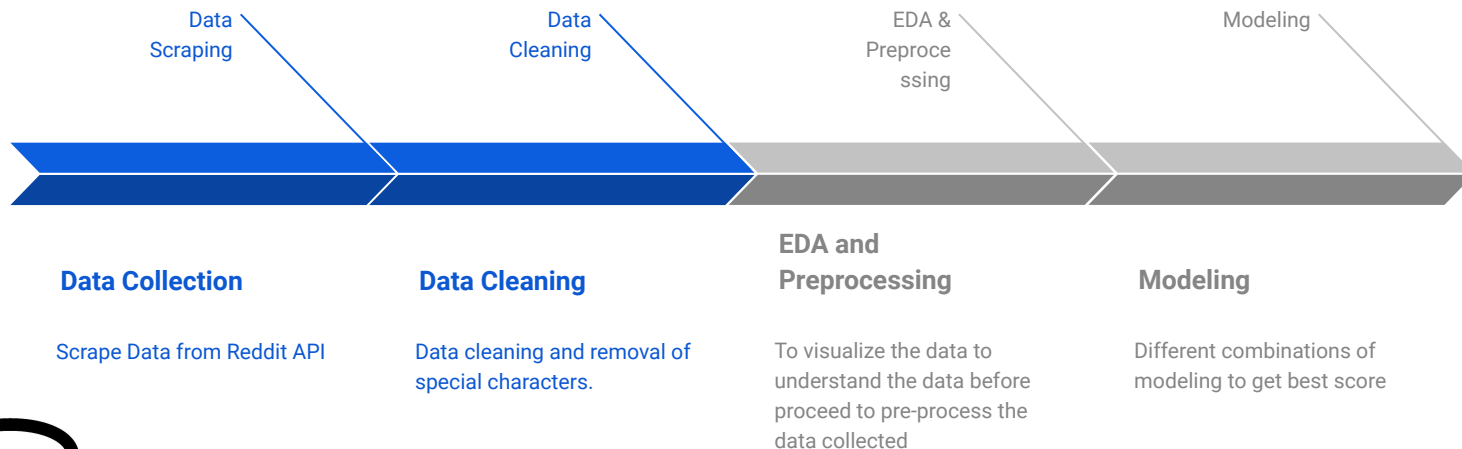 Data
Scraping
Data
Cleaning
EDA &
Preproce
ssing
Modeling
Data Collection
Scrape Data from Reddit API
Data Cleaning
Data cleaning and removal of
special characters.
EDA and
Preprocessing
To visualize the data to
understand the data before
proceed to pre-process the
data collected
Modeling
Different combinations of
modeling to get best score